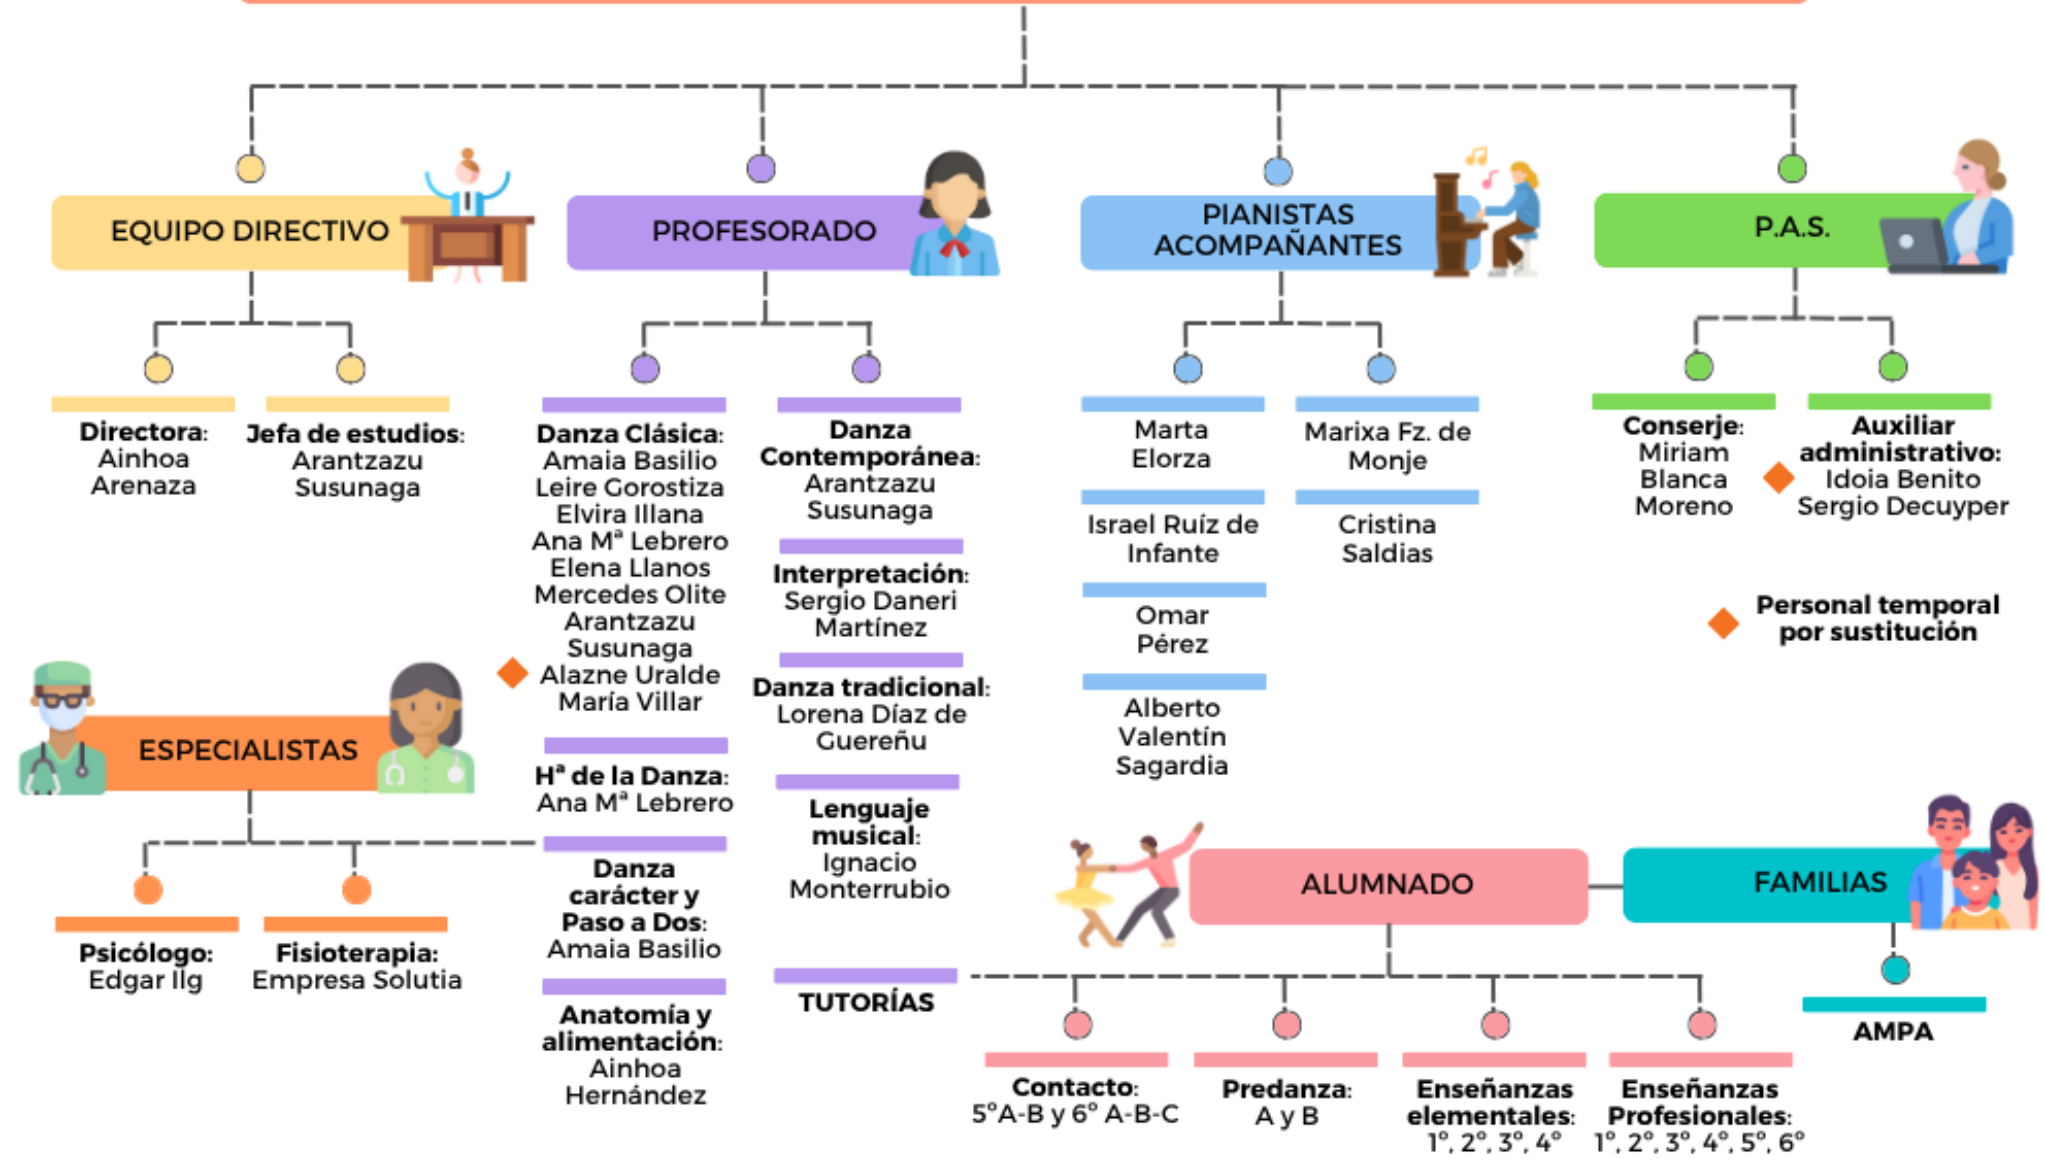 EQUIPO DIRECTIVO
Directora:
Ainhoa
Arenaza
Jefa de estudios:
Arantzazu
Susunaga
PROFESORADO
Danza Clásica:
Amaia Basilio
Leire Gorostiza
Elvira Illana
Ana Mª Lebrero
Elena Llanos
Mercedes Olite
Arantzazu
Susunaga
Alazne Uralde
María Villar
Hª de la Danza:
Ana Mª Lebrero
Danza
carácter y
Paso a Dos:
Amaia Basilio
Anatomía y
alimentación:
Ainhoa
Hernández
Danza
Contemporánea:
Arantzazu
Susunaga
Interpretación:
Sergio Daneri
Martínez
Danza tradicional:
Lorena Díaz de
Guereñu
Lenguaje
musical:
Ignacio
Monterrubio
TUTORÍAS
PIANISTAS
ACOMPAÑANTES
Marta
Elorza
Israel Ruíz de
Infante
Omar
Pérez
Alberto
Valentín
Sagardia
Marixa Fz. de
Monje
Cristina
Saldias
P.A.S.
Conserje:
Miriam
Blanca
Moreno
Auxiliar
administrativo:
Idoia Benito
Sergio Decuyper
Personal temporal
por sustitución
ESPECIALISTAS
Psicólogo:
Edgar Ilg
Fisioterapia:
Empresa Solutia
ALUMNADO
Contacto:
5ºA-B y 6º A-B-C
Predanza:
A y B
Enseñanzas
elementales:
1º, 2º, 3º, 4º
Enseñanzas
Profesionales:
1º, 2º, 3º, 4º, 5º, 6º
FAMILIAS
AMPA